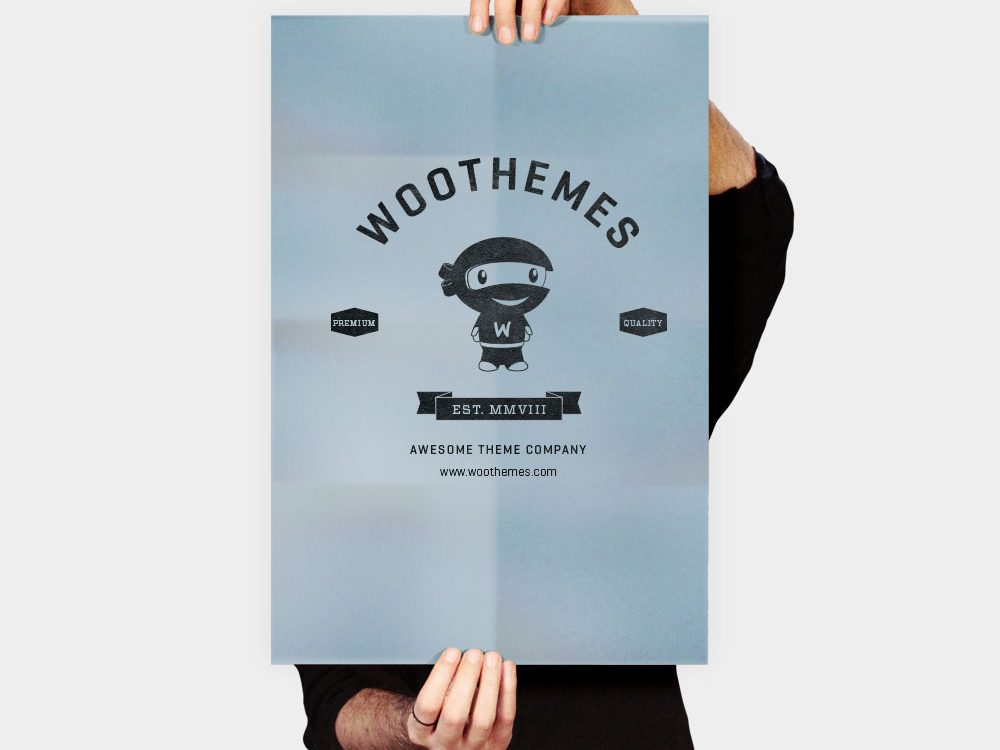 WOOTHEMES
W
PREMIUM
QUALITY
EST. MMVIII
AWESOME THEME COMPANY
www.woothemes.com